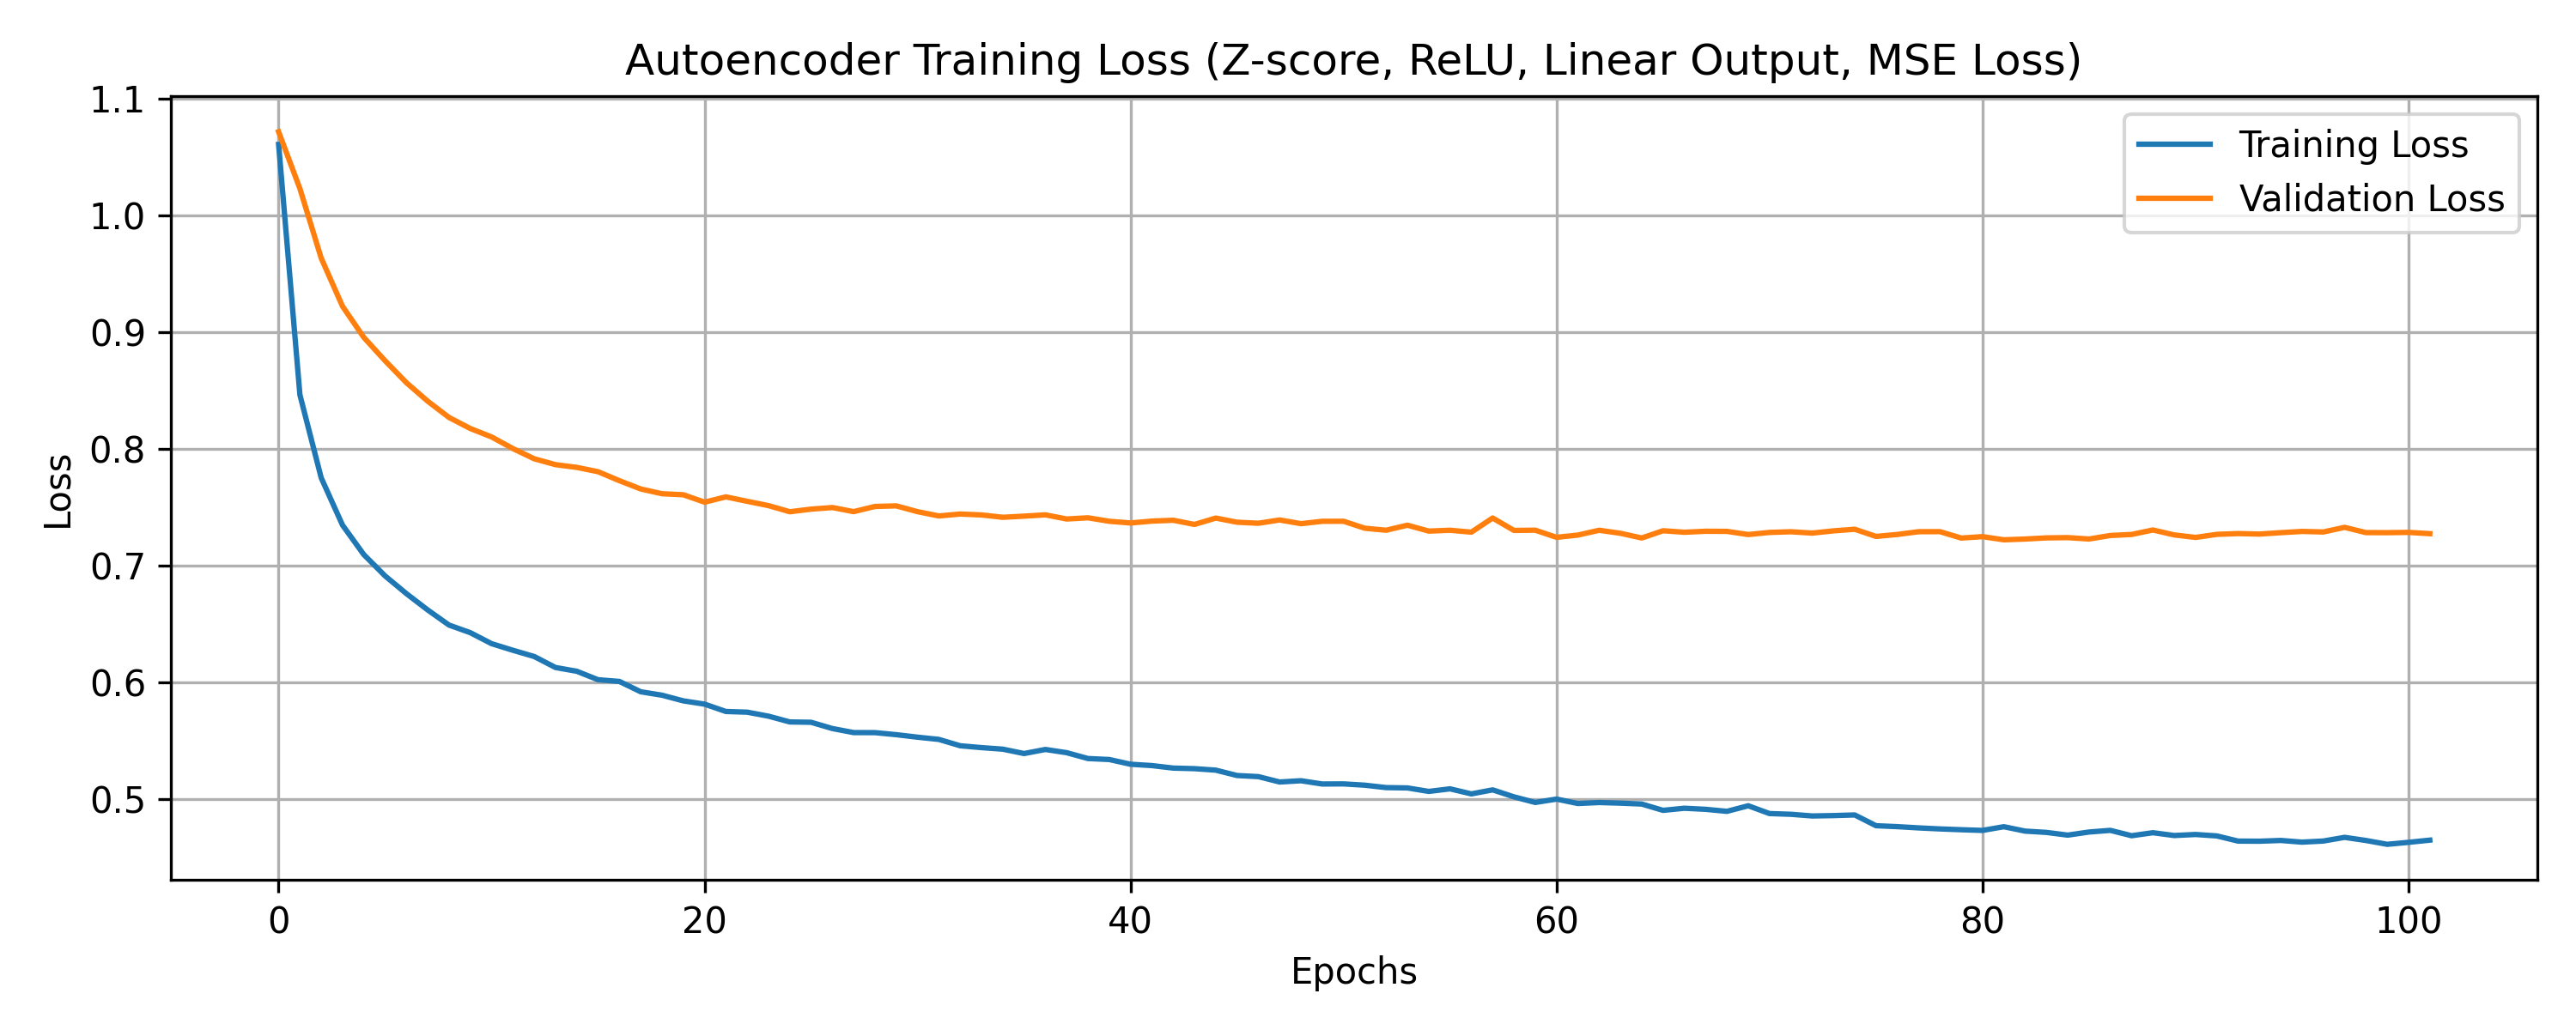 Autoencoder Training Loss (Z-score, ReLU, Linear Output, MSE Loss)
1.1
1.0
0.9
0.8
0.7
0.6
0.5
Loss
Training Loss
Validation Loss
0 20 40 60 80 100
Epochs